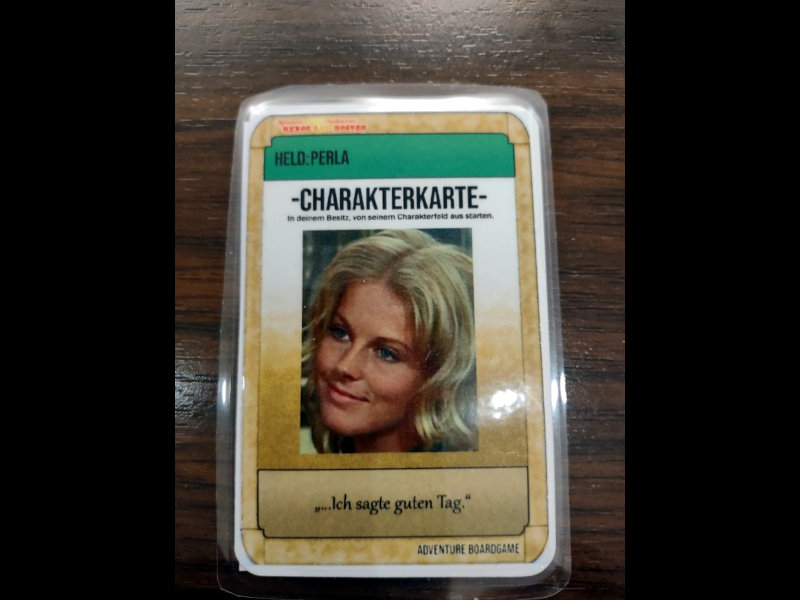 HELD: PERLA
-CHARAKTERKARTE-
In deinem Besitz, von seinem Charakterfeld aus starten.
„...Ich sagte guten Tag.“
ADVENTURE BOARDGAME